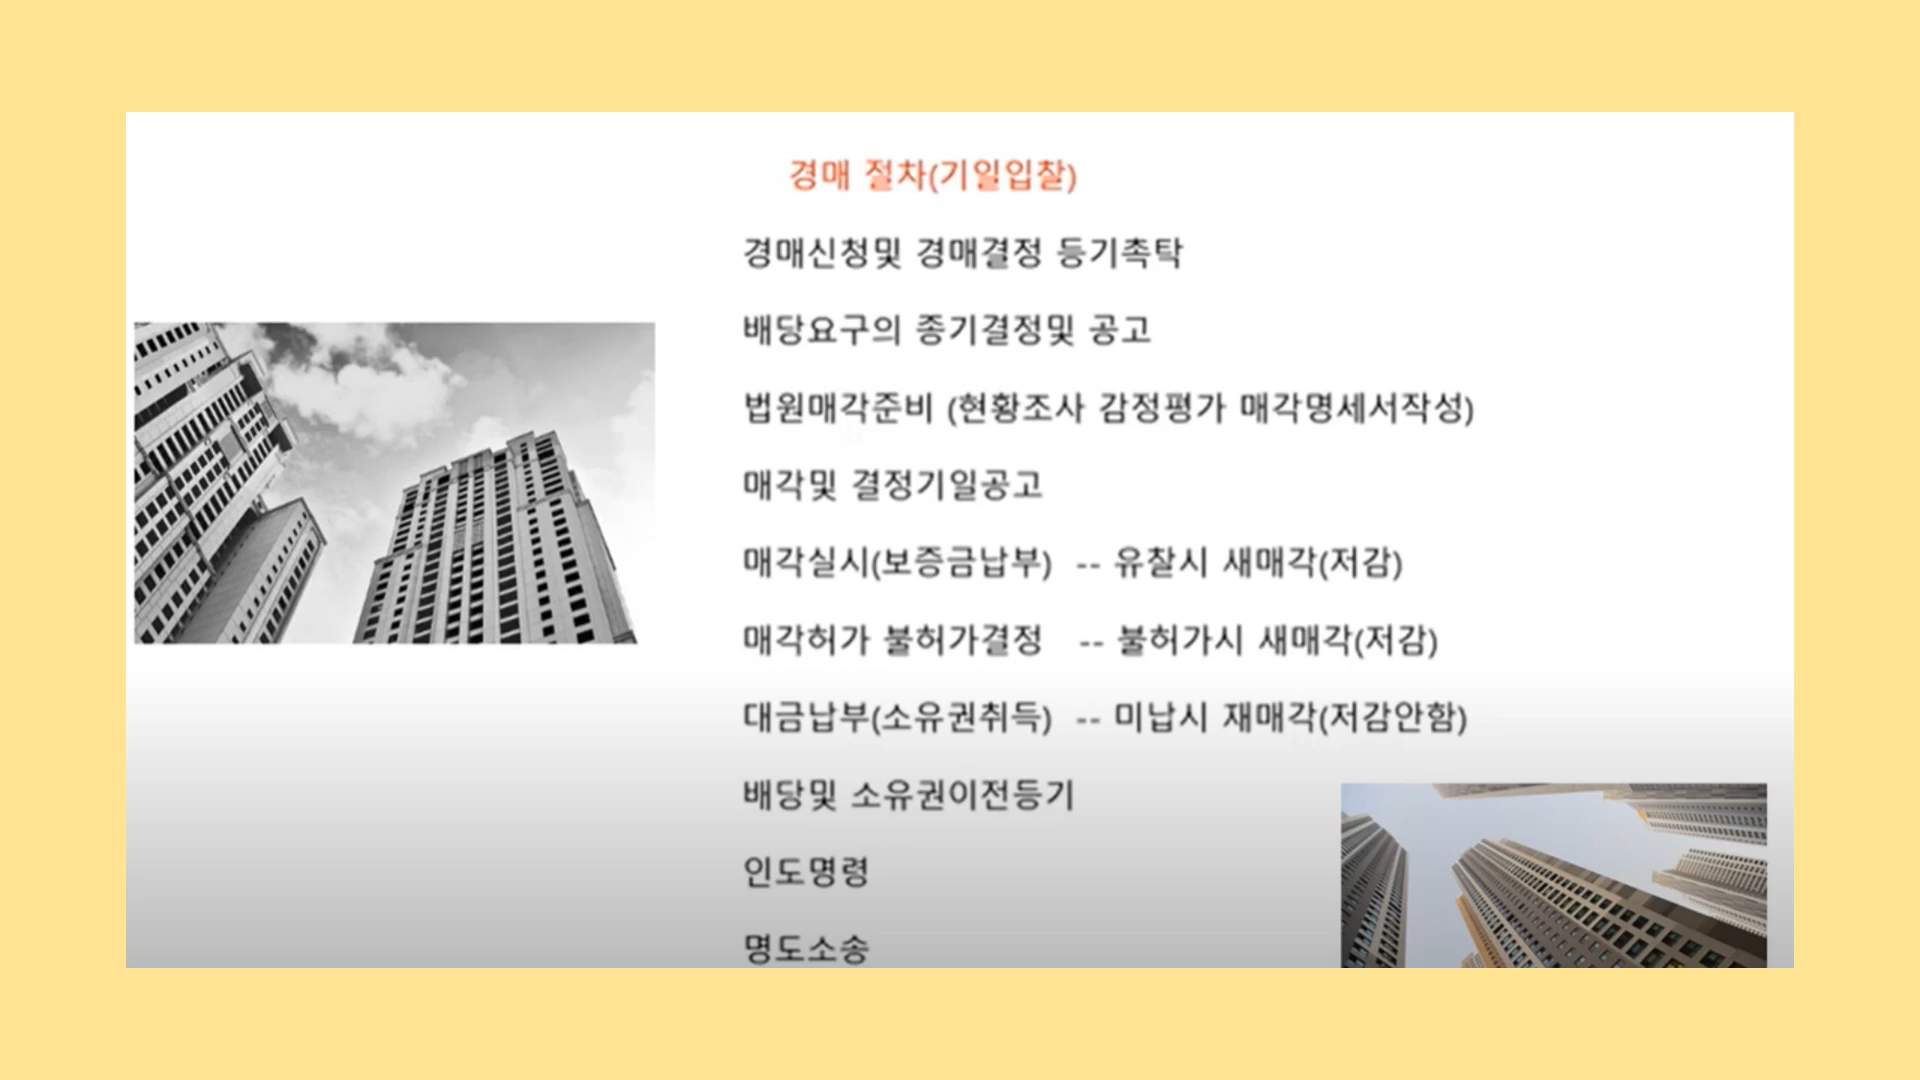 경매 절차(기일입찰)
경매신청및 경매결정 등기촉탁
배당요구의 종기결정및 공고
법원매각준비 (현황조사 감정평가 매각명세서작성)
매각및 결정기일공고
매각실시(보증금납부) -- 유찰시 새매각(저감)
매각허가 불허가결정 -- 불허가시 새매각(저감)
대금납부(소유권취득) -- 미납시 재매각(저감안함)
배당및 소유권이전등기
인도명령
명도소송